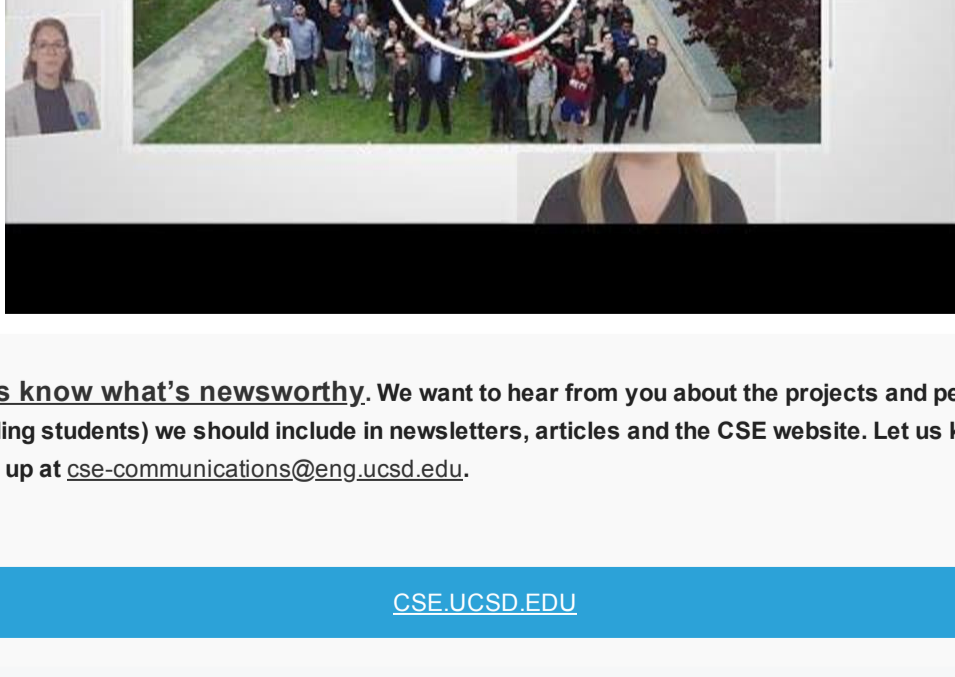 s know what’s newsworthy. We want to hear from you about the projects and pe
ling students) we should include in newsletters, articles and the CSE website. Let us k
up at cse-communications@eng.ucsd.edu.
CSE.UCSD.EDU